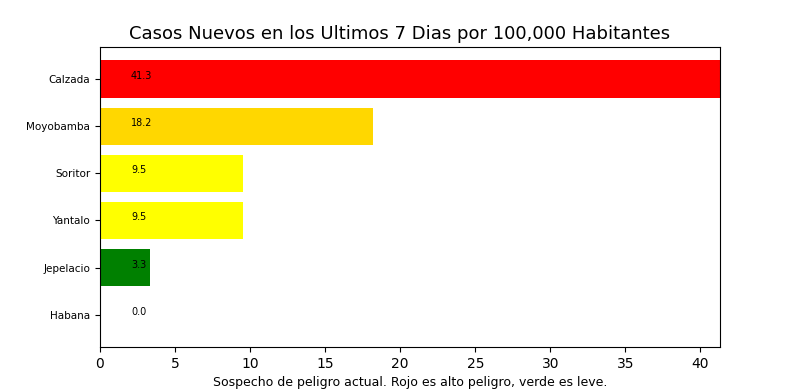 Casos Nuevos en los Ultimos 7 Dias por 100,000 Habitantes
Calzada 41.3
Moyobamba 18.2
Soritor 9.5
Yantalo 9.5
Jepelacio 3.3
Habana 0.0
0 5 10 15 20 25 30 35 40
Sospecho de peligro actual. Rojo es alto peligro, verde es leve.